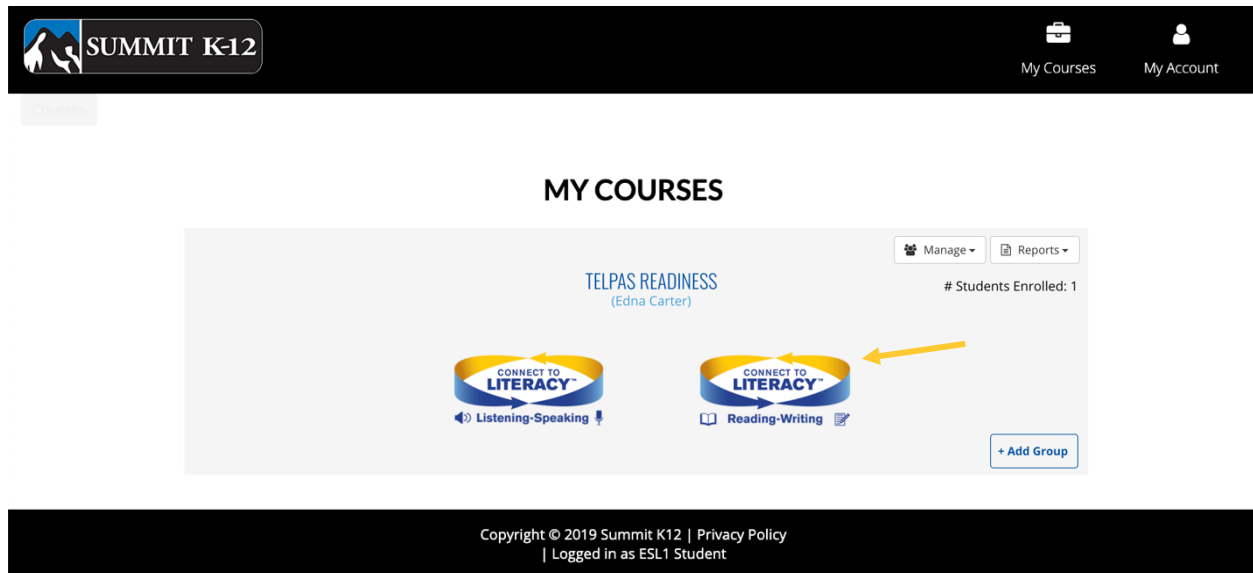 SUMMIT K-12
My Courses
My Account
Courses
MY COURSES
Manage
Reports
TELPAS READINESS
(Edna Carter)
# Students Enrolled: 1
CONNECT TO
LITERACY™
Listening-Speaking
CONNECT TO
LITERACY™
Reading-Writing
+ Add Group
Copyright © 2019 Summit K12 | Privacy Policy
| Logged in as ESL1 Student